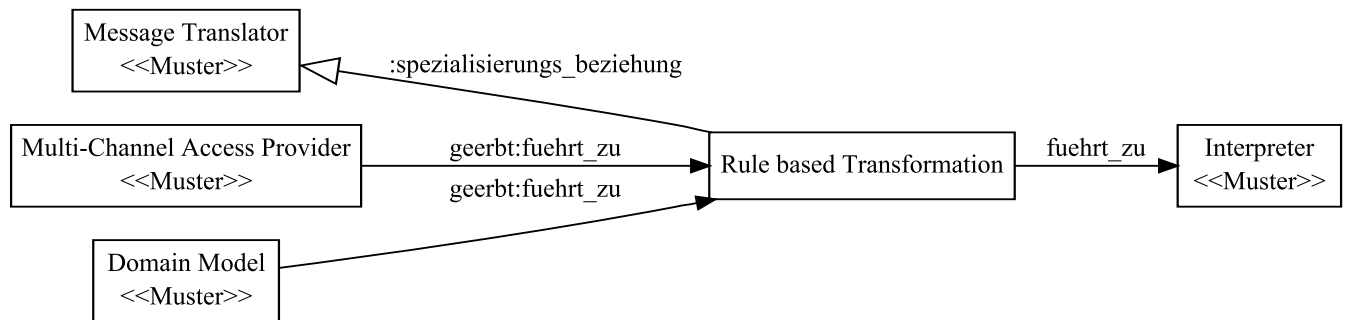 Message Translator
<<Muster>>
:spezialisierungs_beziehung
Multi-Channel Access Provider
<<Muster>>
geerbt:fuehrt_zu
geerbt:fuehrt_zu
Rule based Transformation
fuehrt_zu
Interpreter
<<Muster>>
Domain Model
<<Muster>>